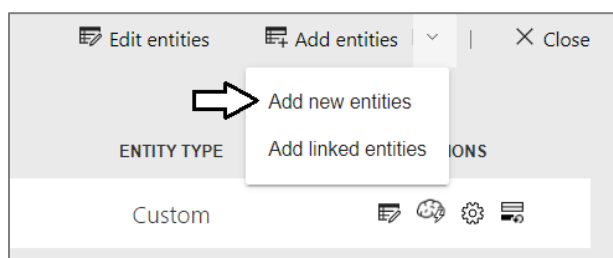 Edit entities Add entities | Close
Add new entities
ENTITY TYPE Add linked entities IONS
Custom